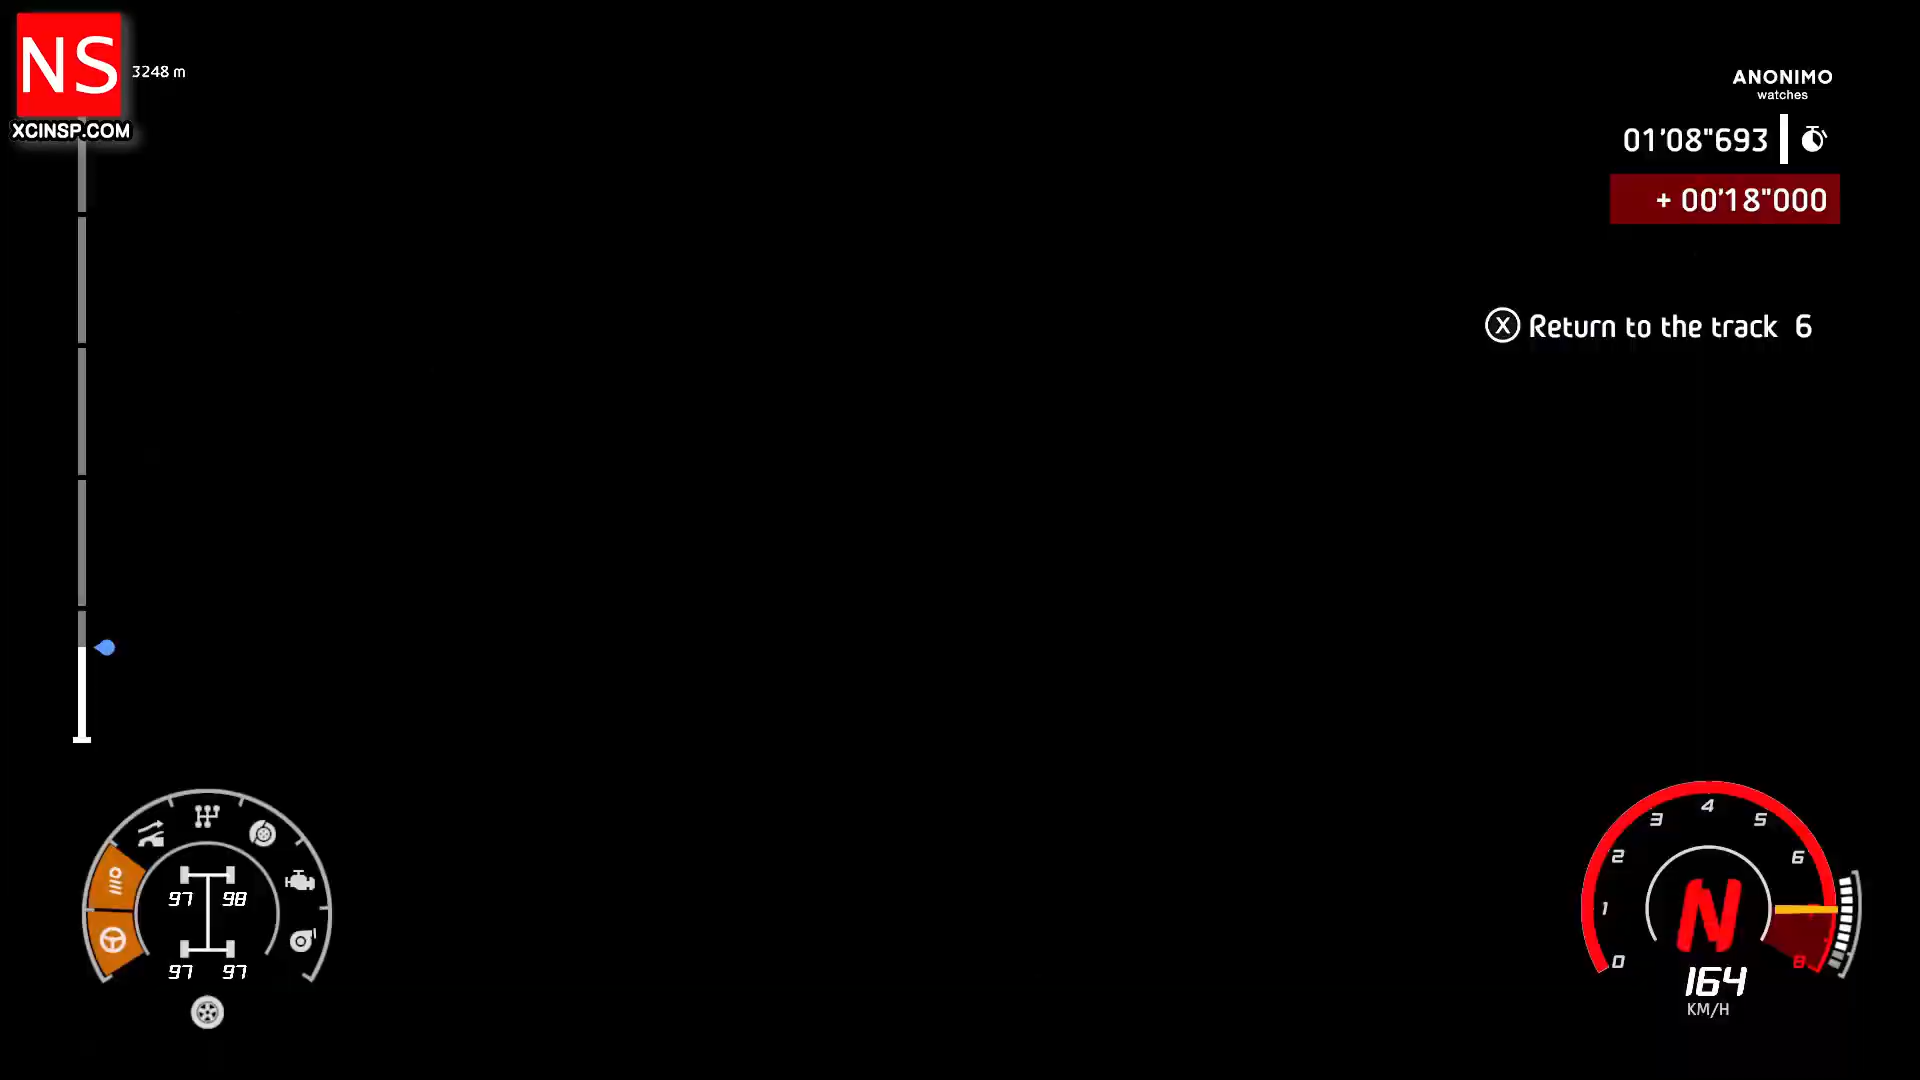 NS
3248 m
XCINSP.COM
ANONIMO
watches
01'08"693
+ 00'18"000
X Return to the track 6
97 98
97 97
0 1 2 3 4 5 6 8
N
164
KM/H